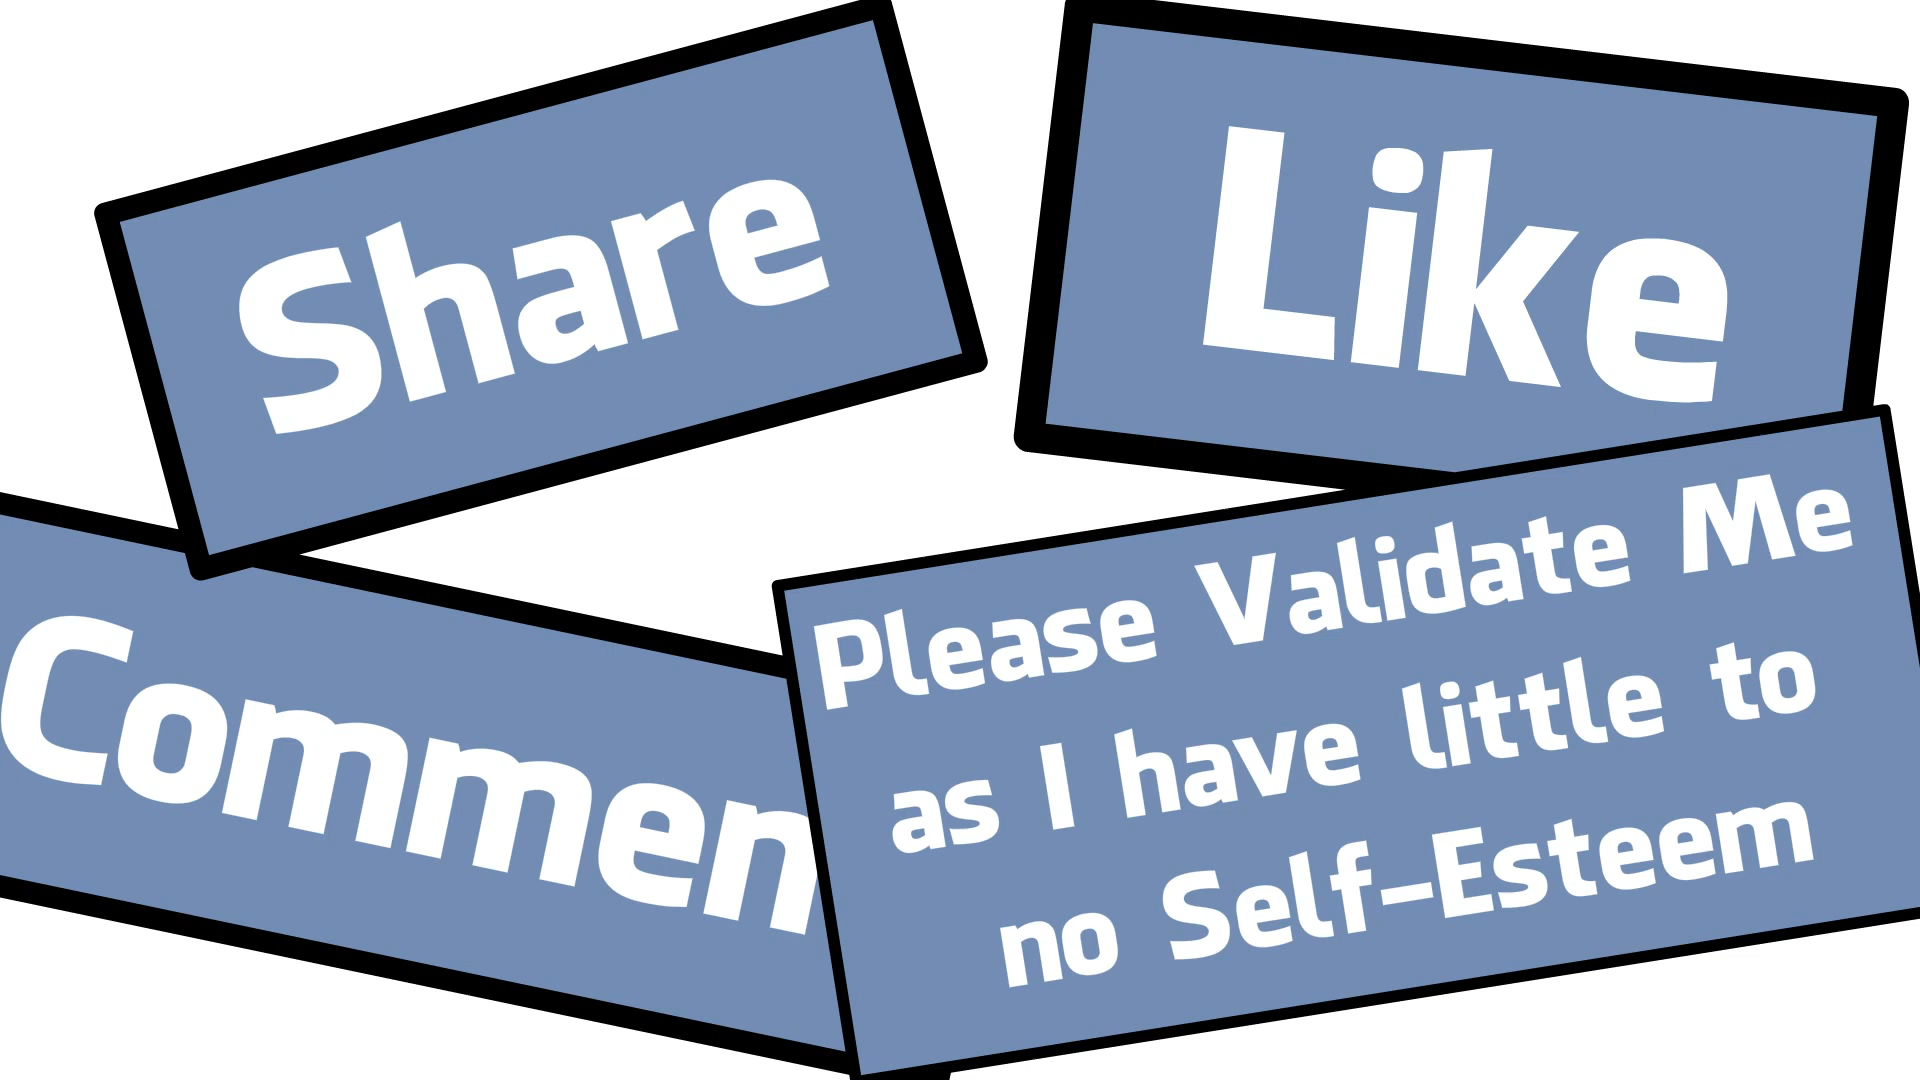 Share
Like
Commen
Please Validate Me
as I have little to
no Self-Esteem